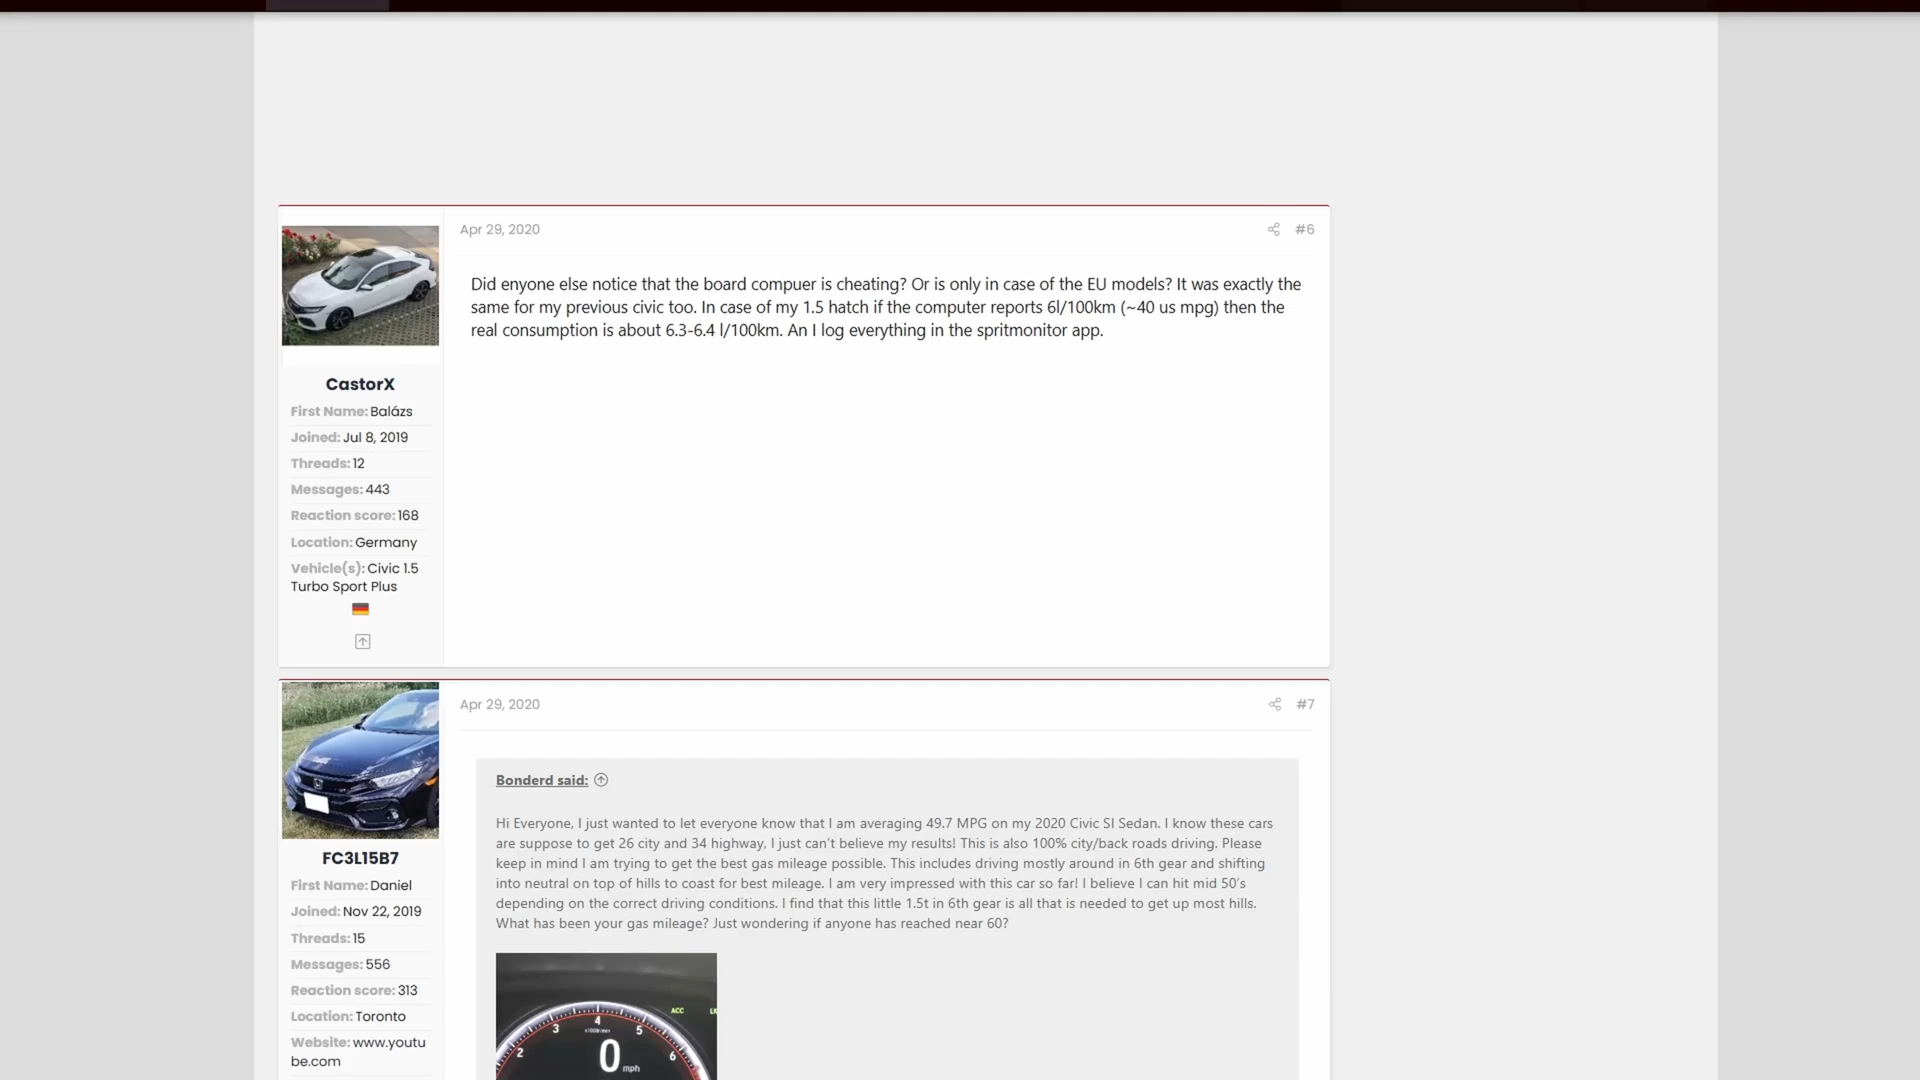 Apr 29, 2020
#6
Did enyone else notice that the board compuer is cheating? Or is only in case of the EU models? It was exactly the
same for my previous civic too. In case of my 1.5 hatch if the computer reports 6l/100km (~40 us mpg) then the
real consumption is about 6.3-6.4 l/100km. An I log everything in the spritmonitor app.
CastorX
First Name: Balázs
Joined: Jul 8, 2019
Threads: 12
Messages: 443
Reaction score: 168
Location: Germany
Vehicle(s): Civic 1.5
Turbo Sport Plus
Apr 29, 2020
#7
FC3L15B7
First Name: Daniel
Joined: Nov 22, 2019
Threads: 15
Messages: 556
Reaction score: 313
Location: Toronto
Website: www.youtu
be.com
Bonderd said:
Hi Everyone, I just wanted to let everyone know that I am averaging 49.7 MPG on my 2020 Civic SI Sedan. I know these cars
are suppose to get 26 city and 34 highway, I just can't believe my results! This is also 100% city/back roads driving. Please
keep in mind I am trying to get the best gas mileage possible. This includes driving mostly around in 6th gear and shifting
into neutral on top of hills to coast for best mileage. I am very impressed with this car so far! I believe I can hit mid 50's
depending on the correct driving conditions. I find that this little 1.5t in 6th gear is all that is needed to get up most hills.
What has been your gas mileage? Just wondering if anyone has reached near 60?
ACC
2 3 4 5 6
0 mph